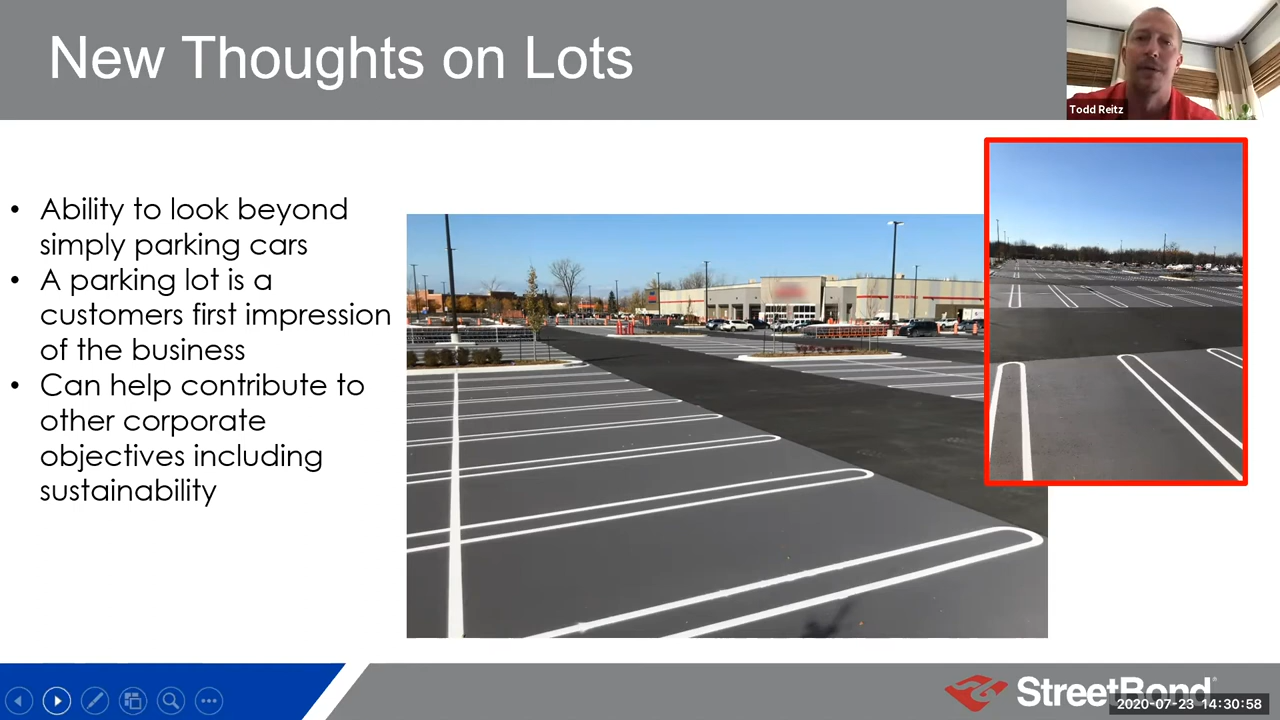 New Thoughts on Lots
Todd Reitz
• Ability to look beyond
simply parking cars
• A parking lot is a
customers first impression
of the business
• Can help contribute to
other corporate
objectives including
sustainability
StreetBond
2020-07-23 14:30:58